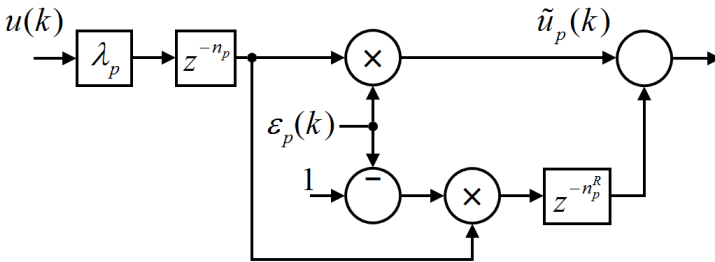 u(k)
ũ_p(k)
λ_p
z^{-n_p}
×
ε_p(k)
1
−
×
z^{-n_p^R}